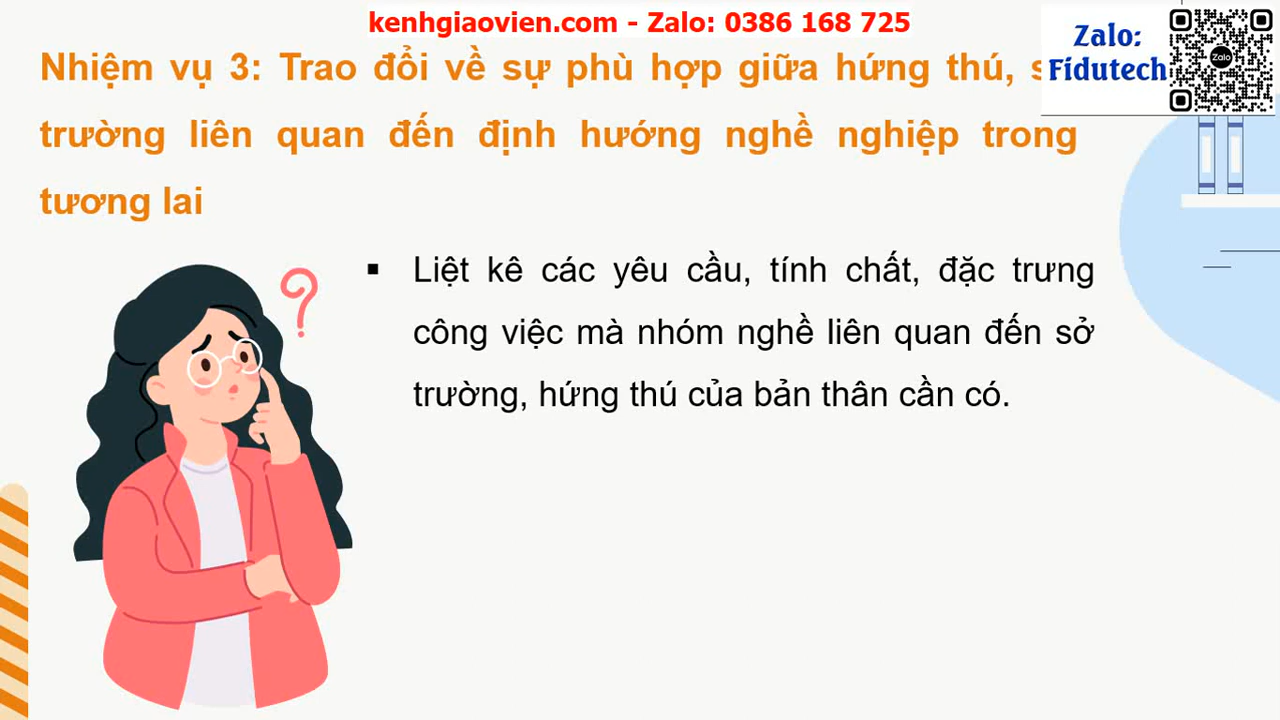 kenhgiaovien.com - Zalo: 0386 168 725
Zalo:
Fidutech
Zalo
Nhiệm vụ 3: Trao đổi về sự phù hợp giữa hứng thú,
trường liên quan đến định hướng nghề nghiệp trong
tương lai
▪ Liệt kê các yêu cầu, tính chất, đặc trưng
công việc mà nhóm nghề liên quan đến sở
trường, hứng thú của bản thân cần có.